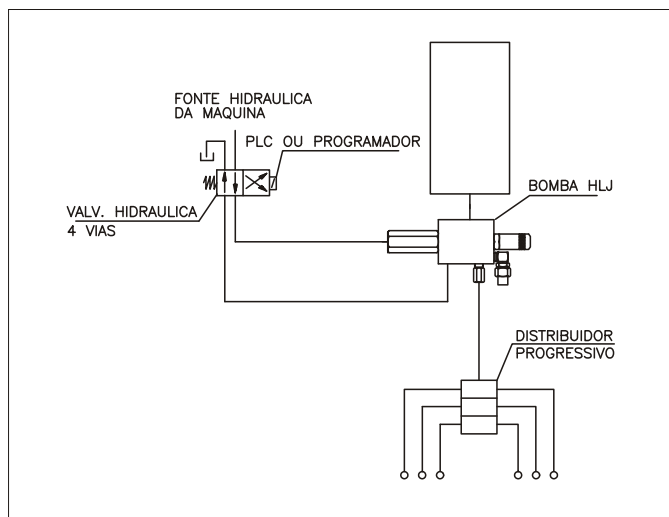 FONTE HIDRAULICA
DA MAQUINA
PLC OU PROGRAMADOR
BOMBA HLJ
VALV. HIDRAULICA
4 VIAS
DISTRIBUIDOR
PROGRESSIVO